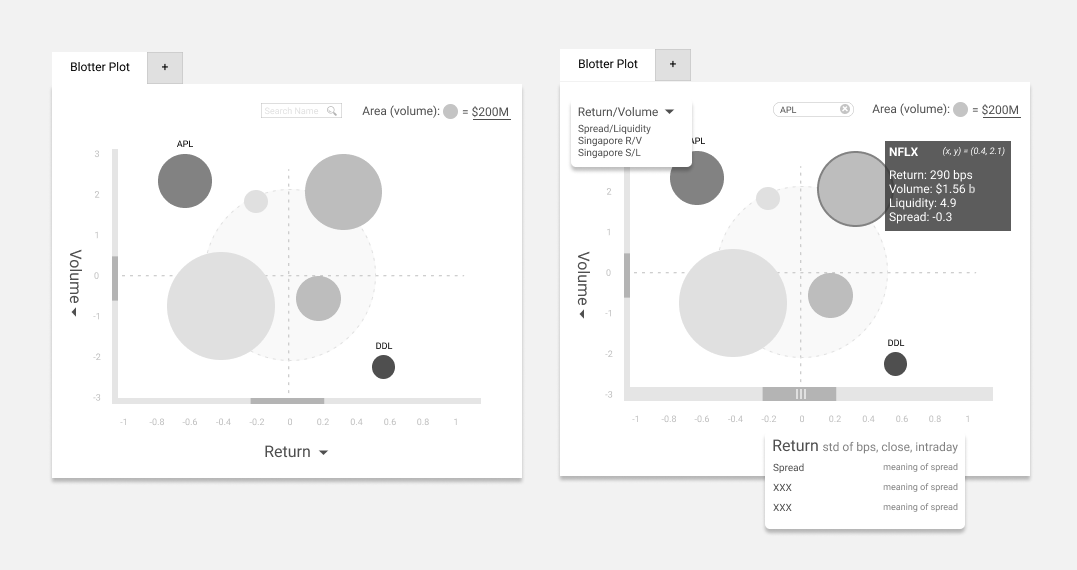 Blotter Plot
+
Search Name
Area (volume): = $200M
APL
3
2
1
0
-1
-2
-3
Volume
DDL
-1 -0.8 -0.6 -0.4 -0.2 0 0.2 0.4 0.6 0.8 1
Return
Blotter Plot
+
Return/Volume
Spread/Liquidity
Singapore R/V
Singapore S/L
APL
Area (volume): = $200M
APL
NFLX (x, y) = (0.4, 2.1)
Return: 290 bps
Volume: $1.56 b
Liquidity: 4.9
Spread: -0.3
2
1
0
-1
-2
-3
Volume
DDL
-1 -0.8 -0.6 -0.4 -0.2 0 0.2 0.4 0.6 0.8 1
Return std of bps, close, intraday
Spread meaning of spread
XXX meaning of spread
XXX meaning of spread